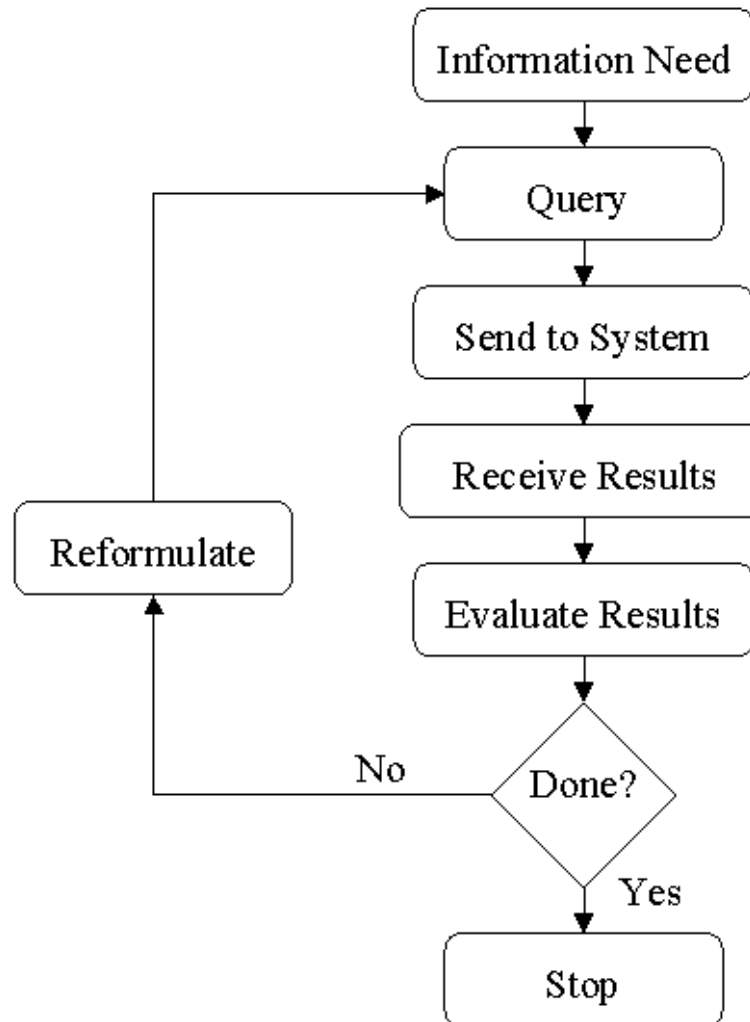 Information Need
Query
Send to System
Receive Results
Reformulate
Evaluate Results
Done?
No
Yes
Stop